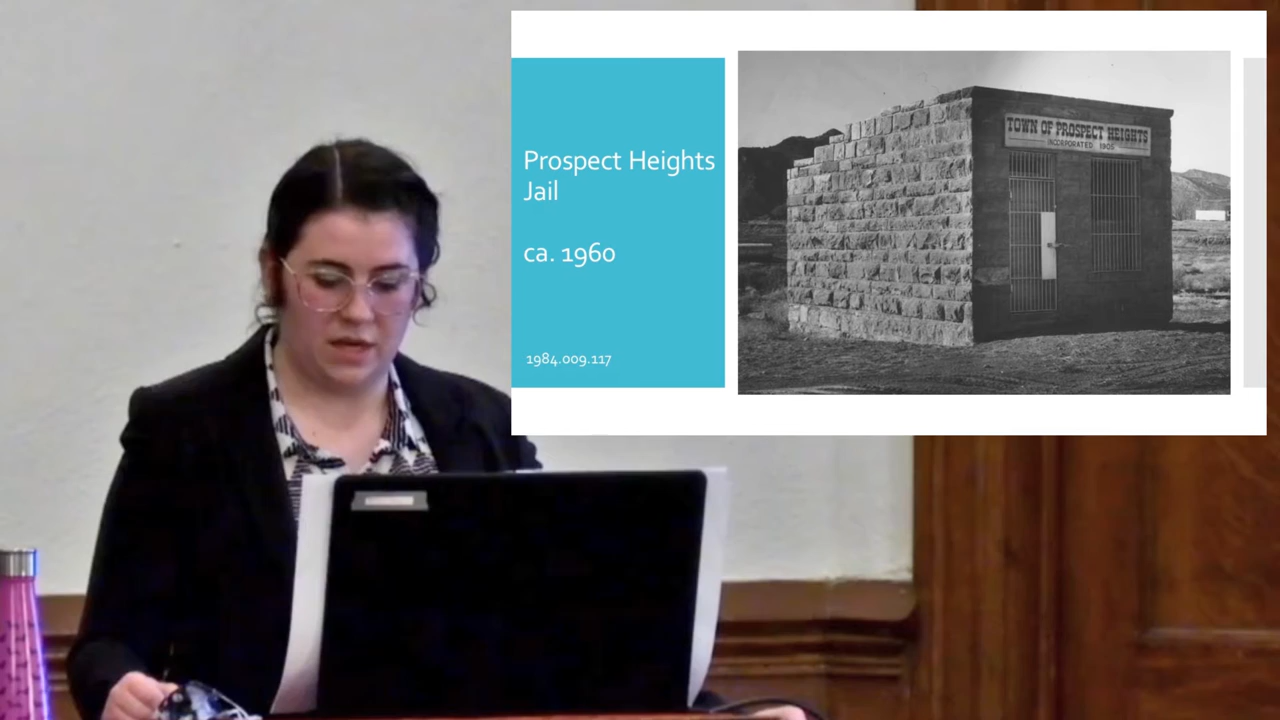 Prospect Heights
Jail
ca. 1960
1984.009.117
TOWN OF PROSPECT HEIGHTS
INCORPORATED 1905